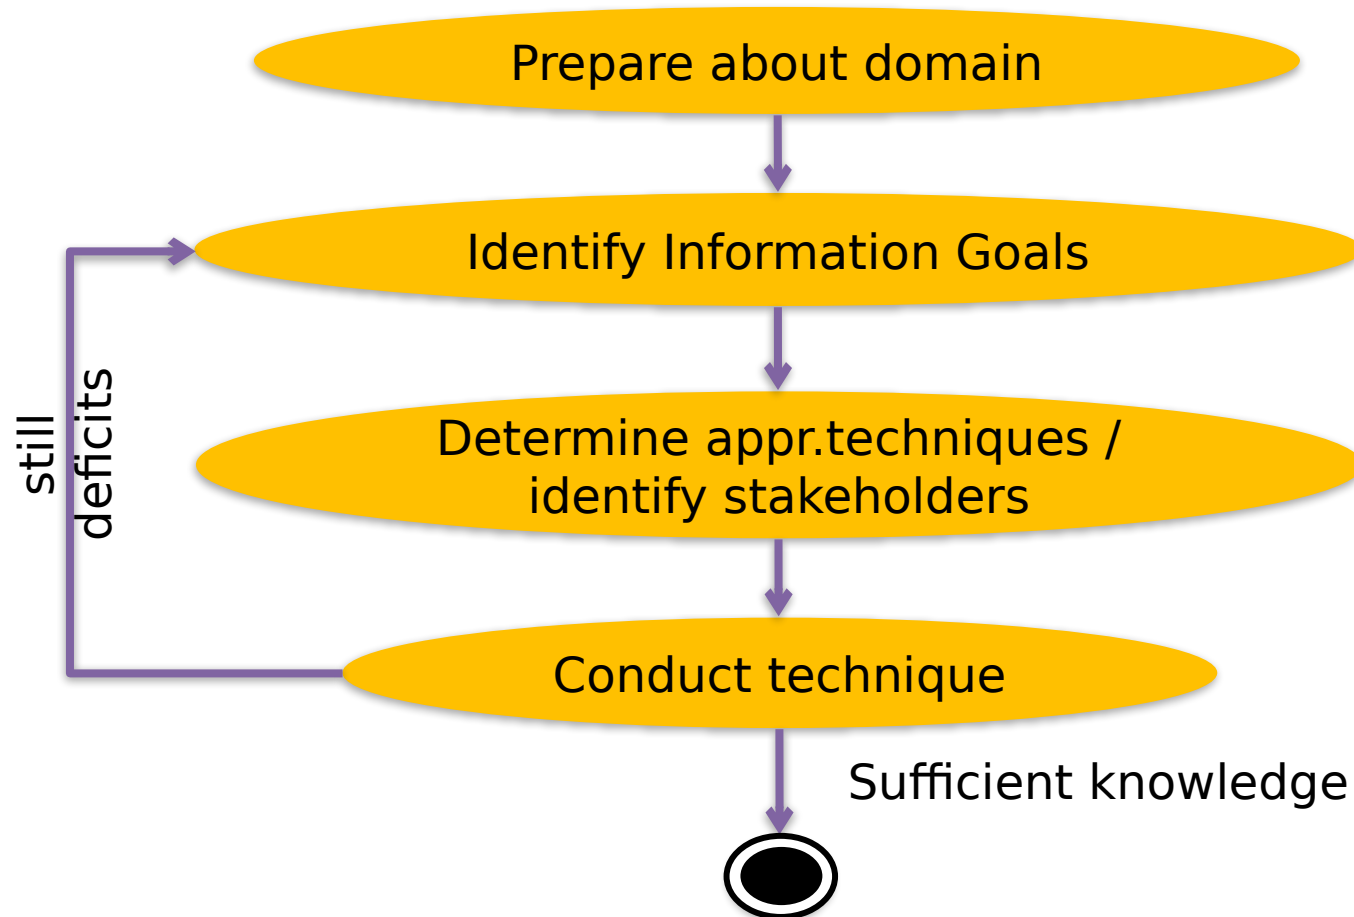 Prepare about domain
Identify Information Goals
still
deficits
Determine appr.techniques /
identify stakeholders
Conduct technique
Sufficient knowledge